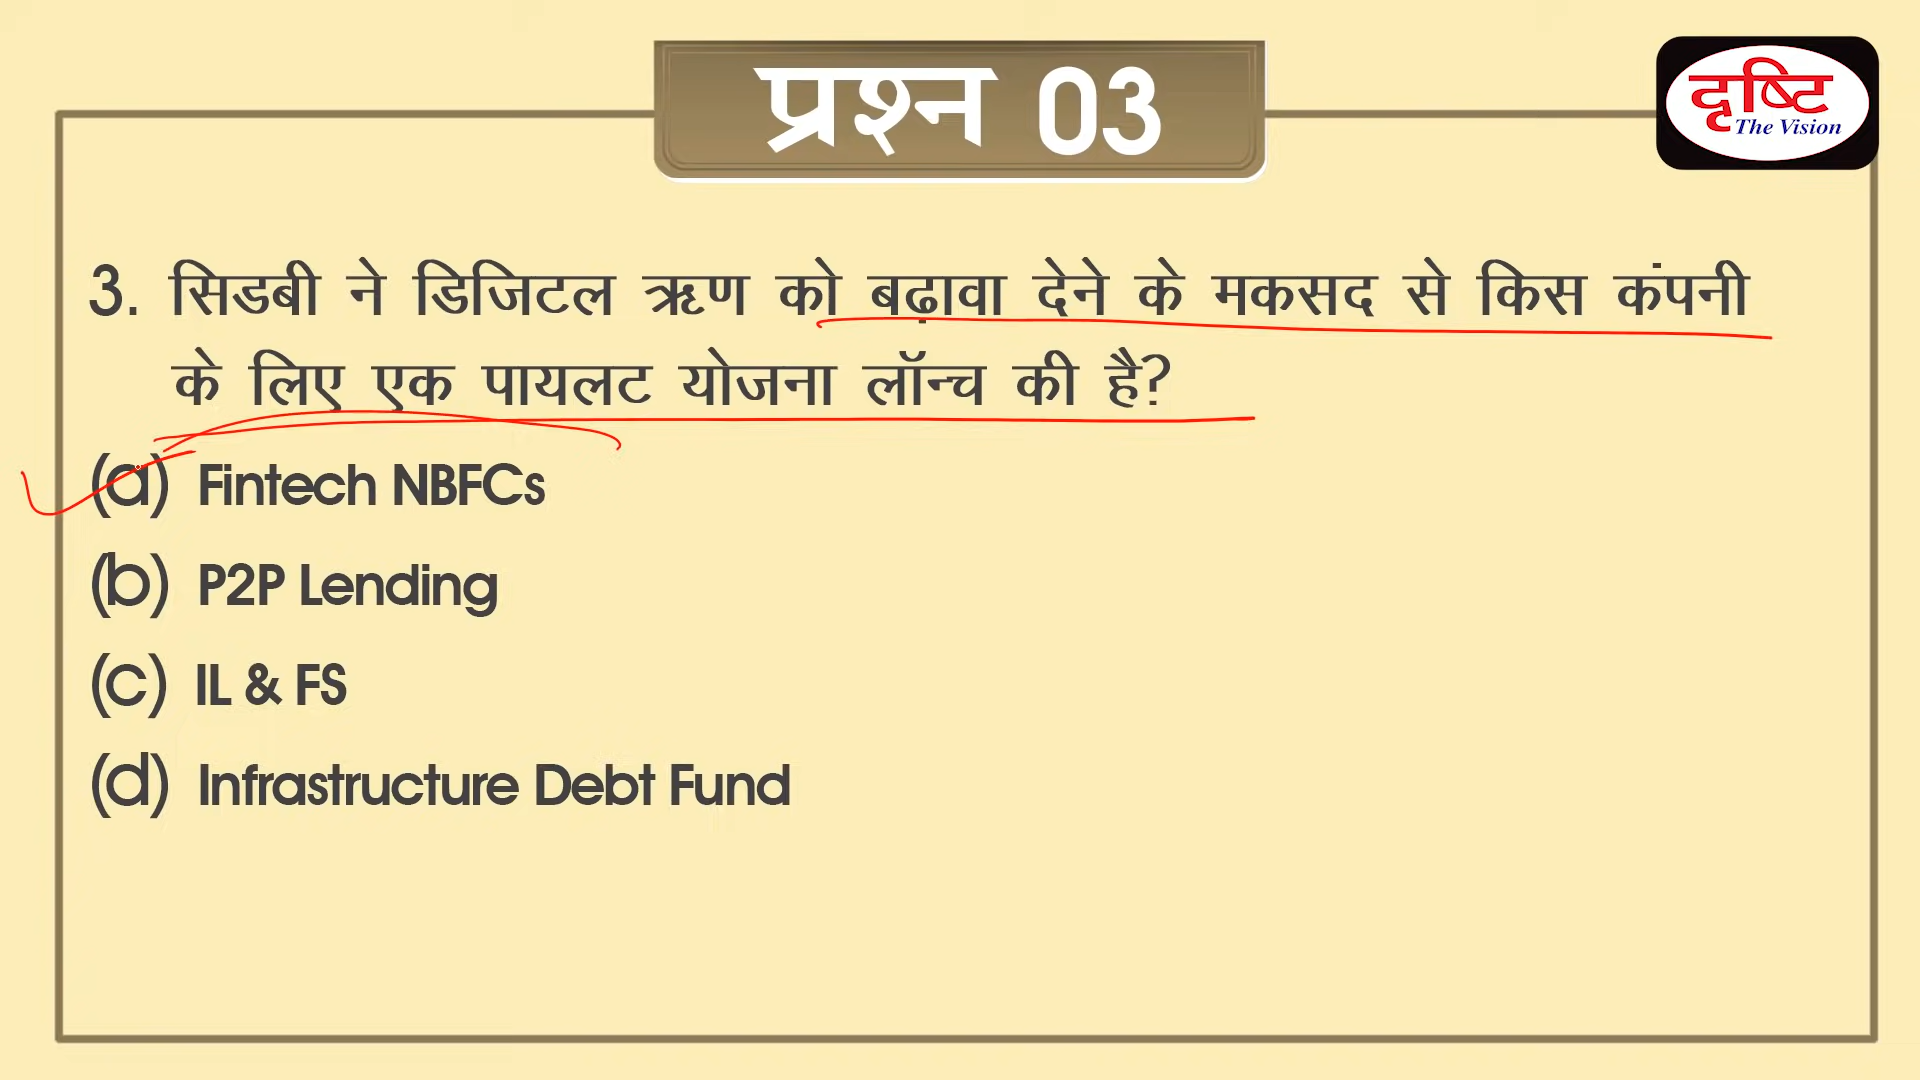 प्रश्न 03
दृष्टि
The Vision
3. सिडबी ने डिजिटल ऋण को बढ़ावा देने के मकसद से किस कंपनी
के लिए एक पायलट योजना लॉन्च की है?
(a) Fintech NBFCs
(b) P2P Lending
(c) IL & FS
(d) Infrastructure Debt Fund